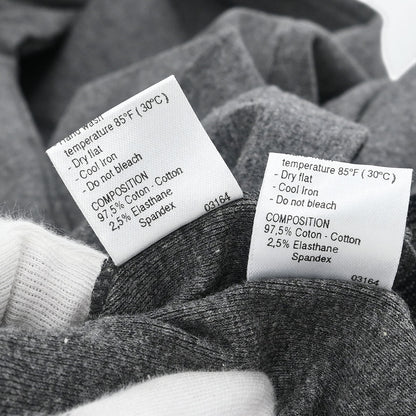 Hand wash
temperature 85°F (30°C)
- Dry flat
- Cool Iron
- Do not bleach
COMPOSITION
97,5% Coton - Cotton
2,5% Elasthane
Spandex
03164
temperature 85°F (30°C)
- Dry flat
- Cool Iron
- Do not bleach
COMPOSITION
97,5% Coton - Cotton
2,5% Elasthane
Spandex
03164